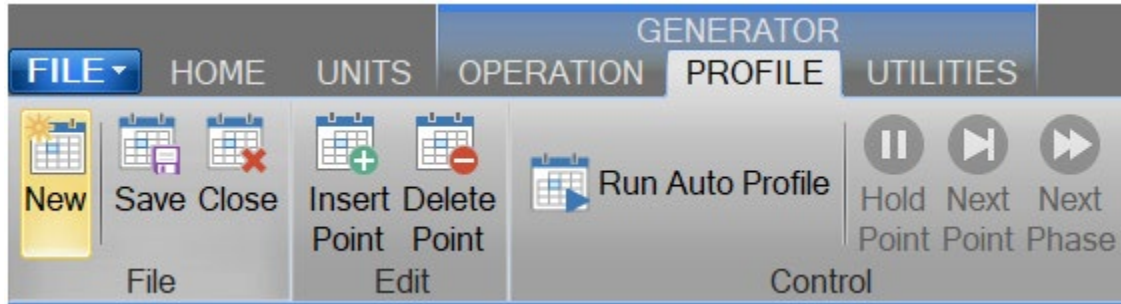 GENERATOR
FILE HOME UNITS OPERATION PROFILE UTILITIES
New Save Close Insert Delete Run Auto Profile Hold Next Next
Point Point Point Point Phase
File Edit Control